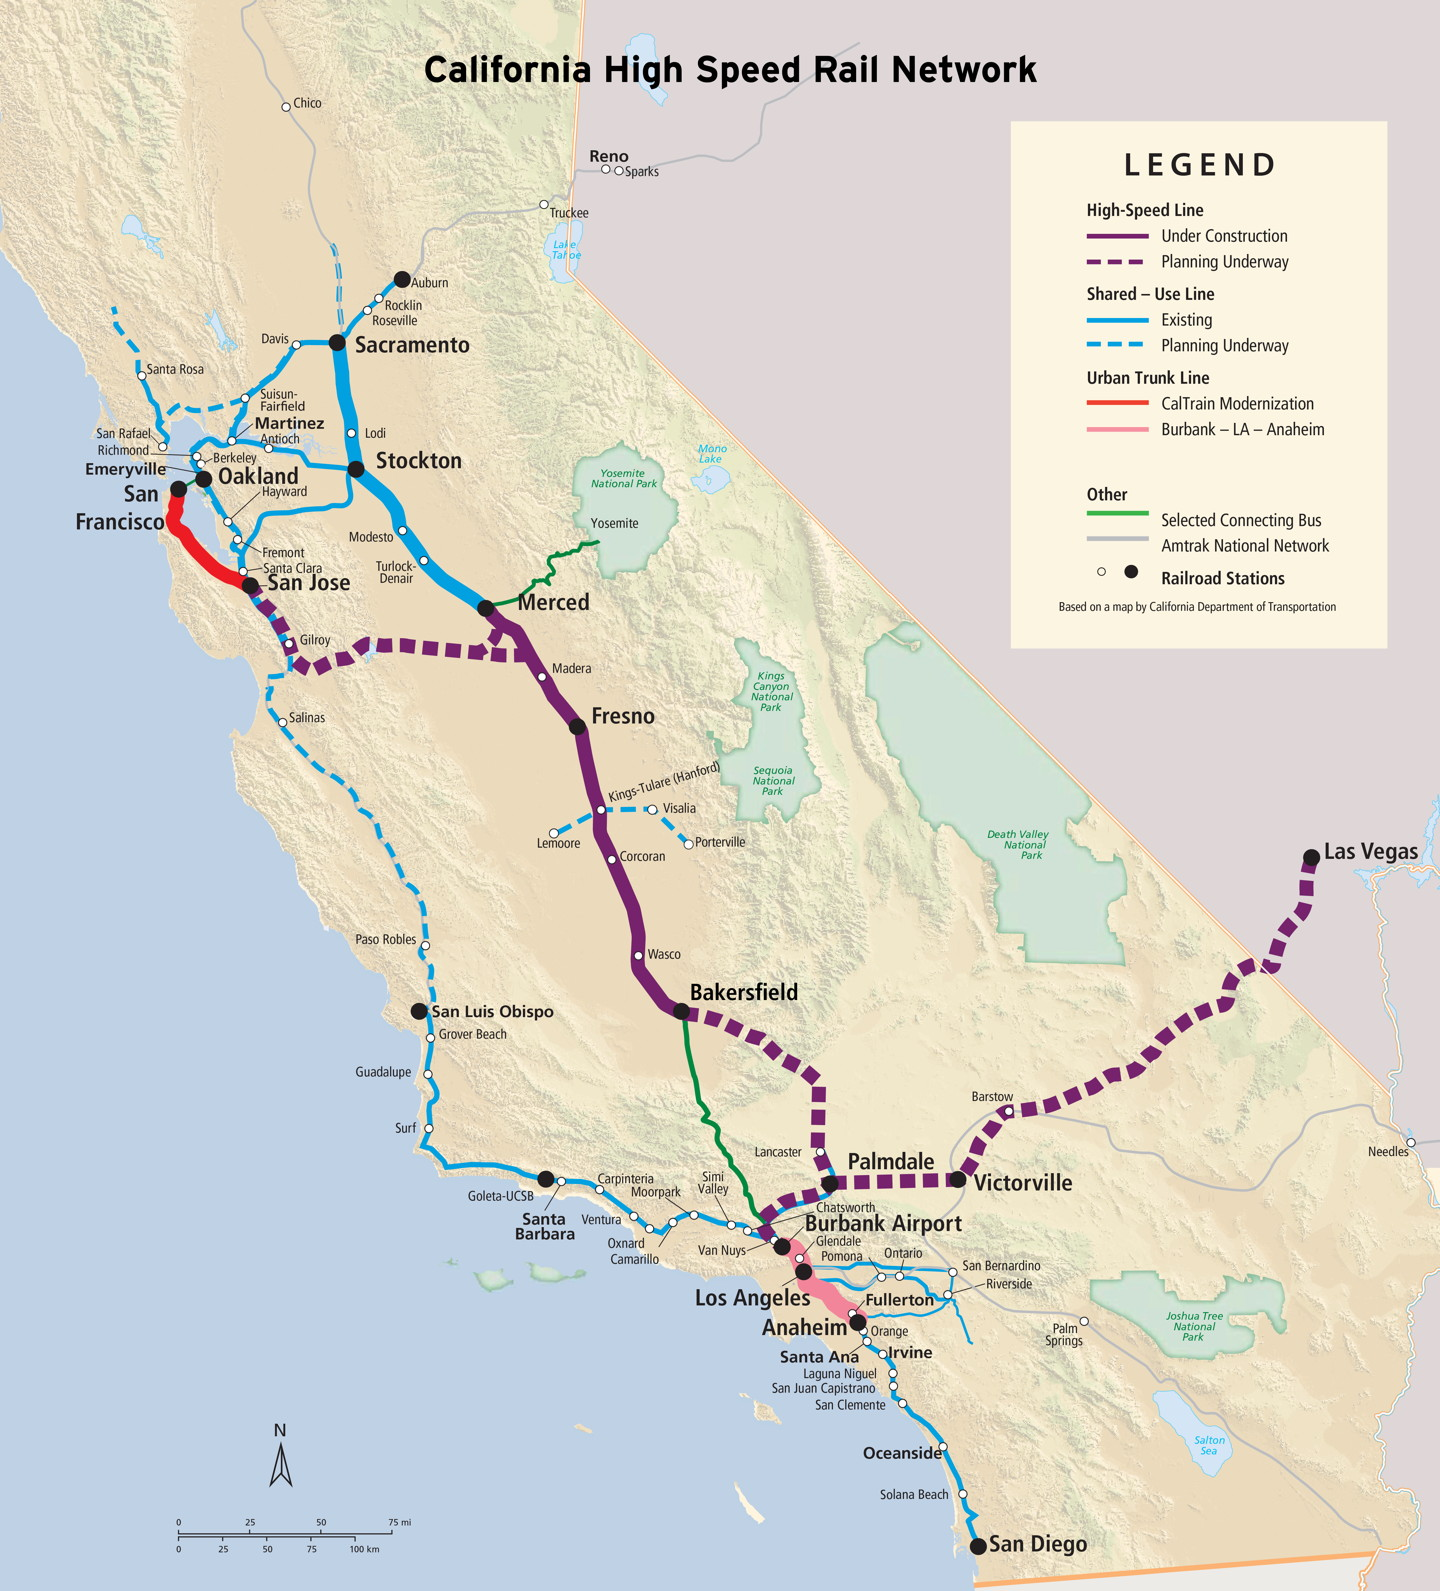 California High Speed Rail Network
LEGEND
High-Speed Line
Under Construction
Planning Underway
Shared – Use Line
Existing
Planning Underway
Urban Trunk Line
CalTrain Modernization
Burbank – LA – Anaheim
Other
Selected Connecting Bus
Amtrak National Network
Railroad Stations
Based on a map by California Department of Transportation
Chico
Reno
Sparks
Truckee
Lake
Tahoe
Auburn
Rocklin
Roseville
Davis
Sacramento
Santa Rosa
Suisun-
Fairfield
Martinez
Antioch
San Rafael
Richmond
Berkeley
Emeryville
Oakland
Lodi
Stockton
San
Francisco
Hayward
Fremont
Santa Clara
San Jose
Mono
Lake
Yosemite
National Park
Yosemite
Modesto
Turlock-
Denair
Merced
Gilroy
Madera
Salinas
Fresno
Kings
Canyon
National
Park
Sequoia
National
Park
Kings-Tulare (Hanford)
Visalia
Lemoore
Porterville
Corcoran
Death Valley
National
Park
Las Vegas
Paso Robles
Wasco
Bakersfield
San Luis Obispo
Grover Beach
Guadalupe
Surf
Barstow
Needles
Lancaster
Palmdale
Victorville
Goleta-UCSB
Santa
Barbara
Carpinteria
Moorpark
Simi
Valley
Ventura
Oxnard
Camarillo
Van Nuys
Chatsworth
Burbank Airport
Glendale
Pomona
Ontario
San Bernardino
Riverside
Los Angeles
Fullerton
Anaheim
Orange
Santa Ana
Irvine
Laguna Niguel
San Juan Capistrano
San Clemente
Palm
Springs
Joshua Tree
National
Park
Salton
Sea
Oceanside
Solana Beach
San Diego
N
0 25 50 75 mi
0 25 50 75 100 km